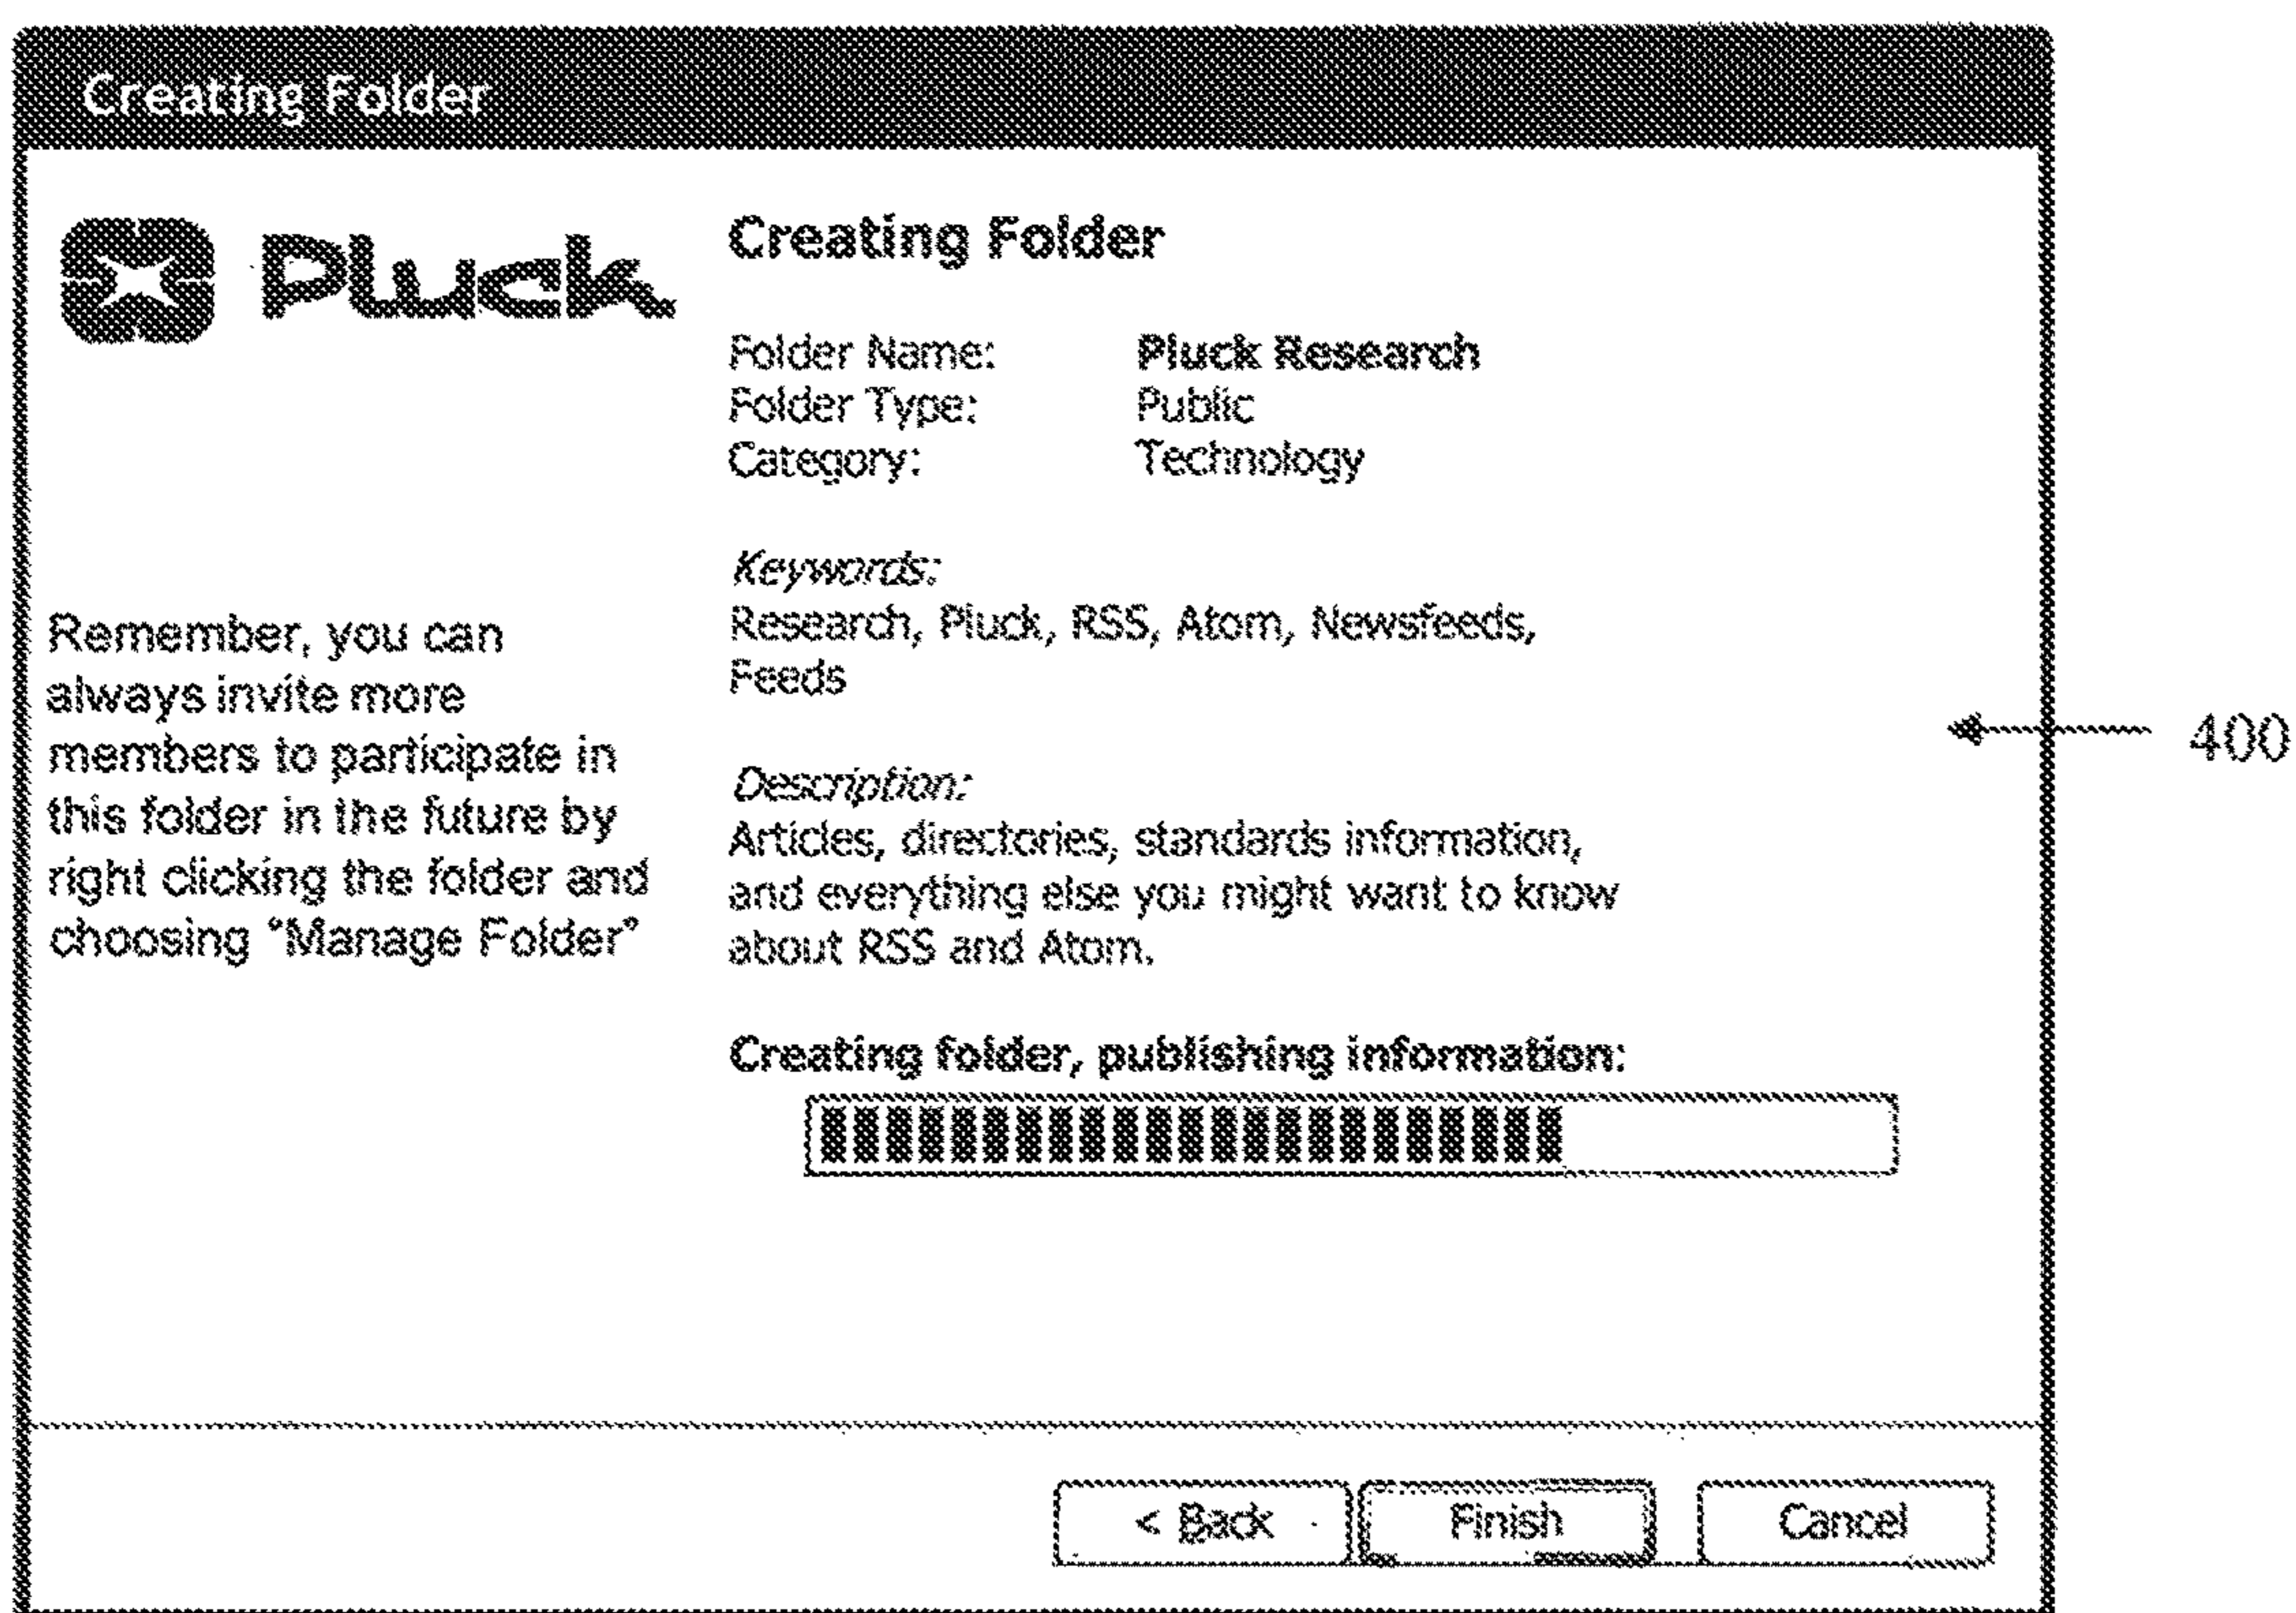 Creating Folder
Pluck
Creating Folder
Folder Name: Pluck Research
Folder Type: Public
Category: Technology
Keywords:
Research, Pluck, RSS, Atom, Newsfeeds,
Feeds
Remember, you can
always invite more
members to participate in
this folder in the future by
right clicking the folder and
choosing "Manage Folder"
400
Description:
Articles, directories, standards information,
and everything else you might want to know
about RSS and Atom.
Creating folder, publishing information:
< Back
Finish
Cancel